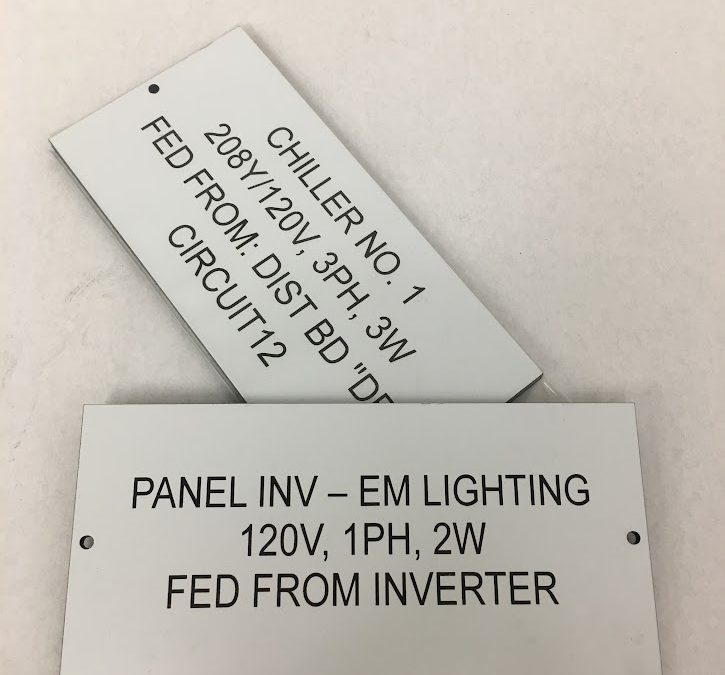 CHILLER NO. 1
208Y/120V, 3PH, 3W
FED FROM: DIST BD
CIRCUIT12
PANEL INV – EM LIGHTING
120V, 1PH, 2W
FED FROM INVERTER